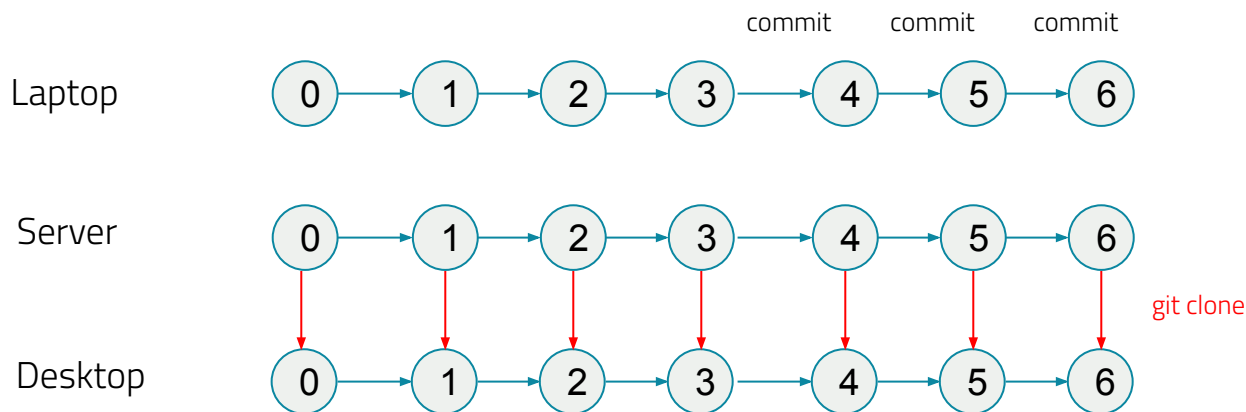 commit commit commit
Laptop 0 1 2 3 4 5 6
Server 0 1 2 3 4 5 6
git clone
Desktop 0 1 2 3 4 5 6